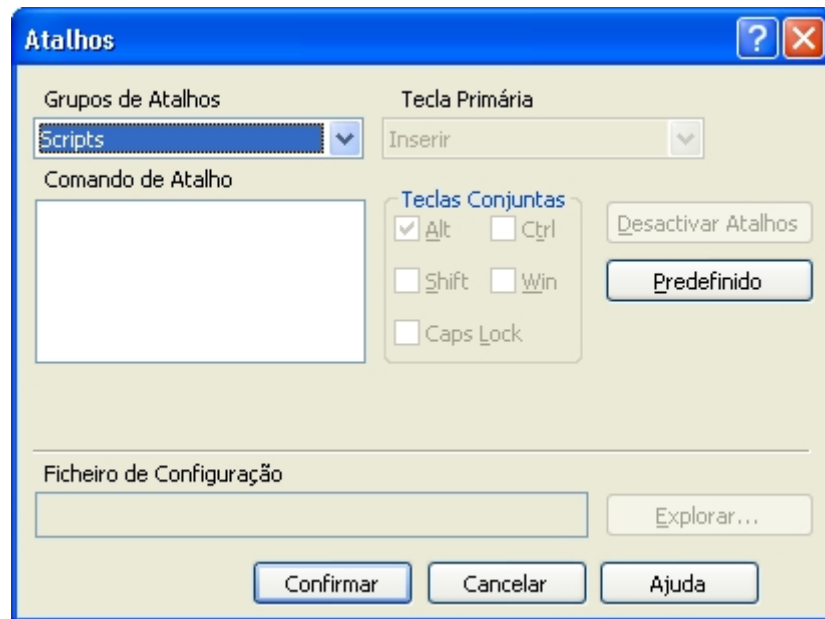 Atalhos
Grupos de Atalhos
Tecla Primária
Scripts
Inserir
Comando de Atalho
Teclas Conjuntas
Alt
Ctrl
Desactivar Atalhos
Shift
Win
Predefinido
Caps Lock
Ficheiro de Configuração
Explorar...
Confirmar
Cancelar
Ajuda